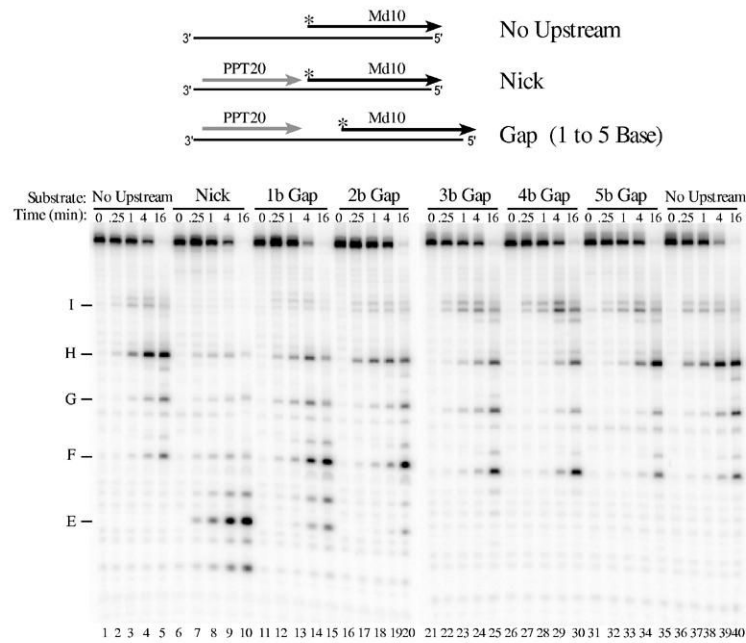 * Md10
3' 5' No Upstream
PPT20 * Md10
3' 5' Nick
PPT20 * Md10
3' 5' Gap (1 to 5 Base)
Substrate: No Upstream Nick 1b Gap 2b Gap 3b Gap 4b Gap 5b Gap No Upstream
Time (min): 0 .25 1 4 16 0 .25 1 4 16 0 .25 1 4 16 0 .25 1 4 16 0 .25 1 4 16 0 .25 1 4 16 0 .25 1 4 16 0 .25 1 4 16
I
H
G
F
E
1 2 3 4 5 6 7 8 9 10 11 12 13 14 15 16 17 18 19 20 21 22 23 24 25 26 27 28 29 30 31 32 33 34 35 36 37 38 39 40